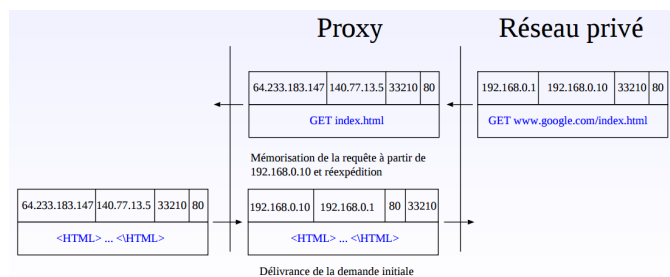 Proxy
Réseau privé
64.233.183.147 140.77.13.5 33210 80
GET index.html
192.168.0.1 192.168.0.10 33210 80
GET www.google.com/index.html
Mémorisation de la requête à partir de
192.168.0.10 et réexpédition
64.233.183.147 140.77.13.5 33210 80
<HTML> ... <\HTML>
192.168.0.10 192.168.0.1 80 33210
<HTML> ... <\HTML>
Délivrance de la demande initiale